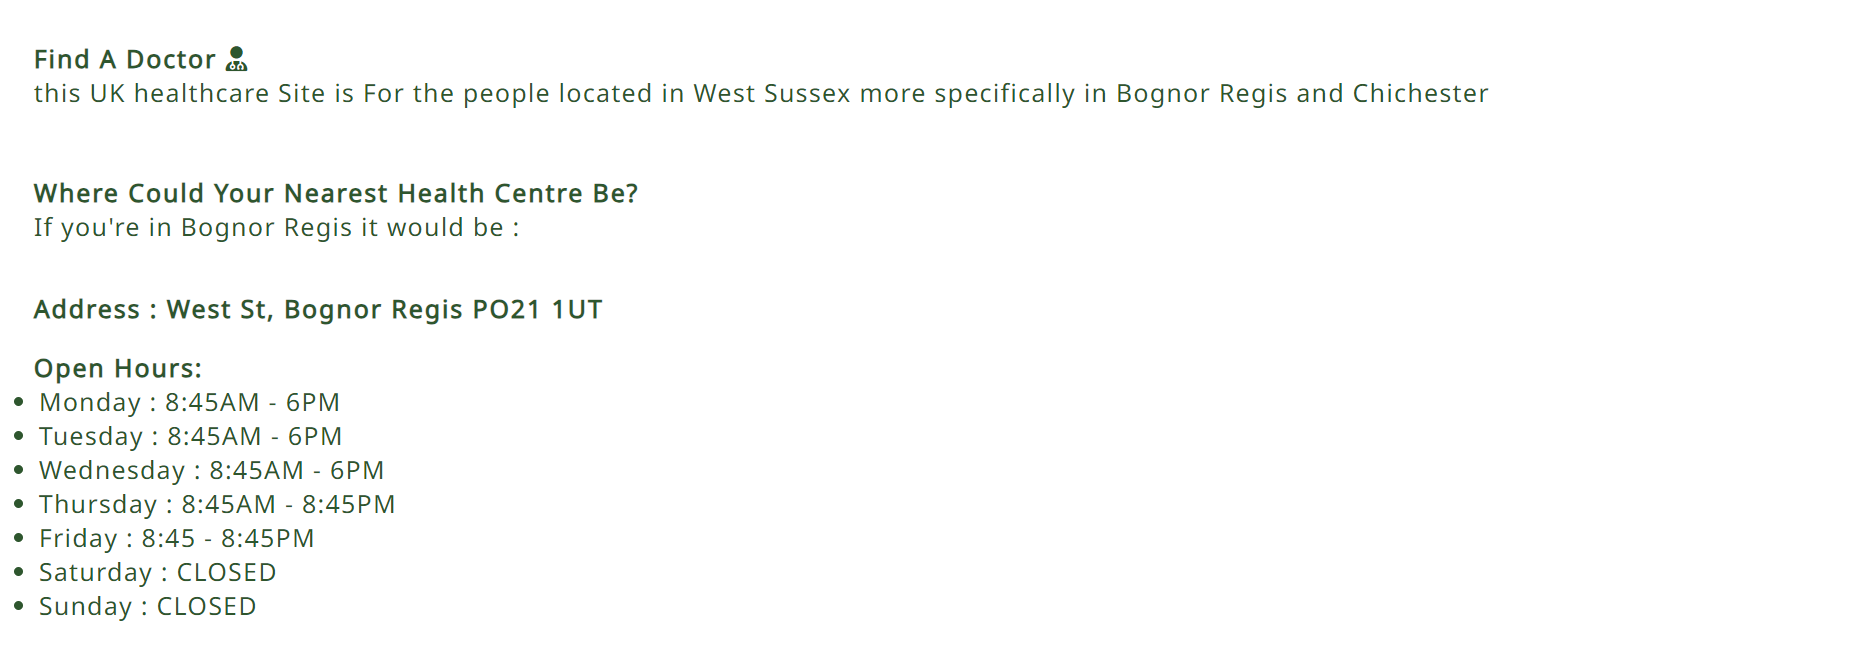 Find A Doctor
this UK healthcare Site is For the people located in West Sussex more specifically in Bognor Regis and Chichester
Where Could Your Nearest Health Centre Be?
If you're in Bognor Regis it would be :
Address : West St, Bognor Regis PO21 1UT
Open Hours:
Monday : 8:45AM - 6PM
Tuesday : 8:45AM - 6PM
Wednesday : 8:45AM - 6PM
Thursday : 8:45AM - 8:45PM
Friday : 8:45 - 8:45PM
Saturday : CLOSED
Sunday : CLOSED